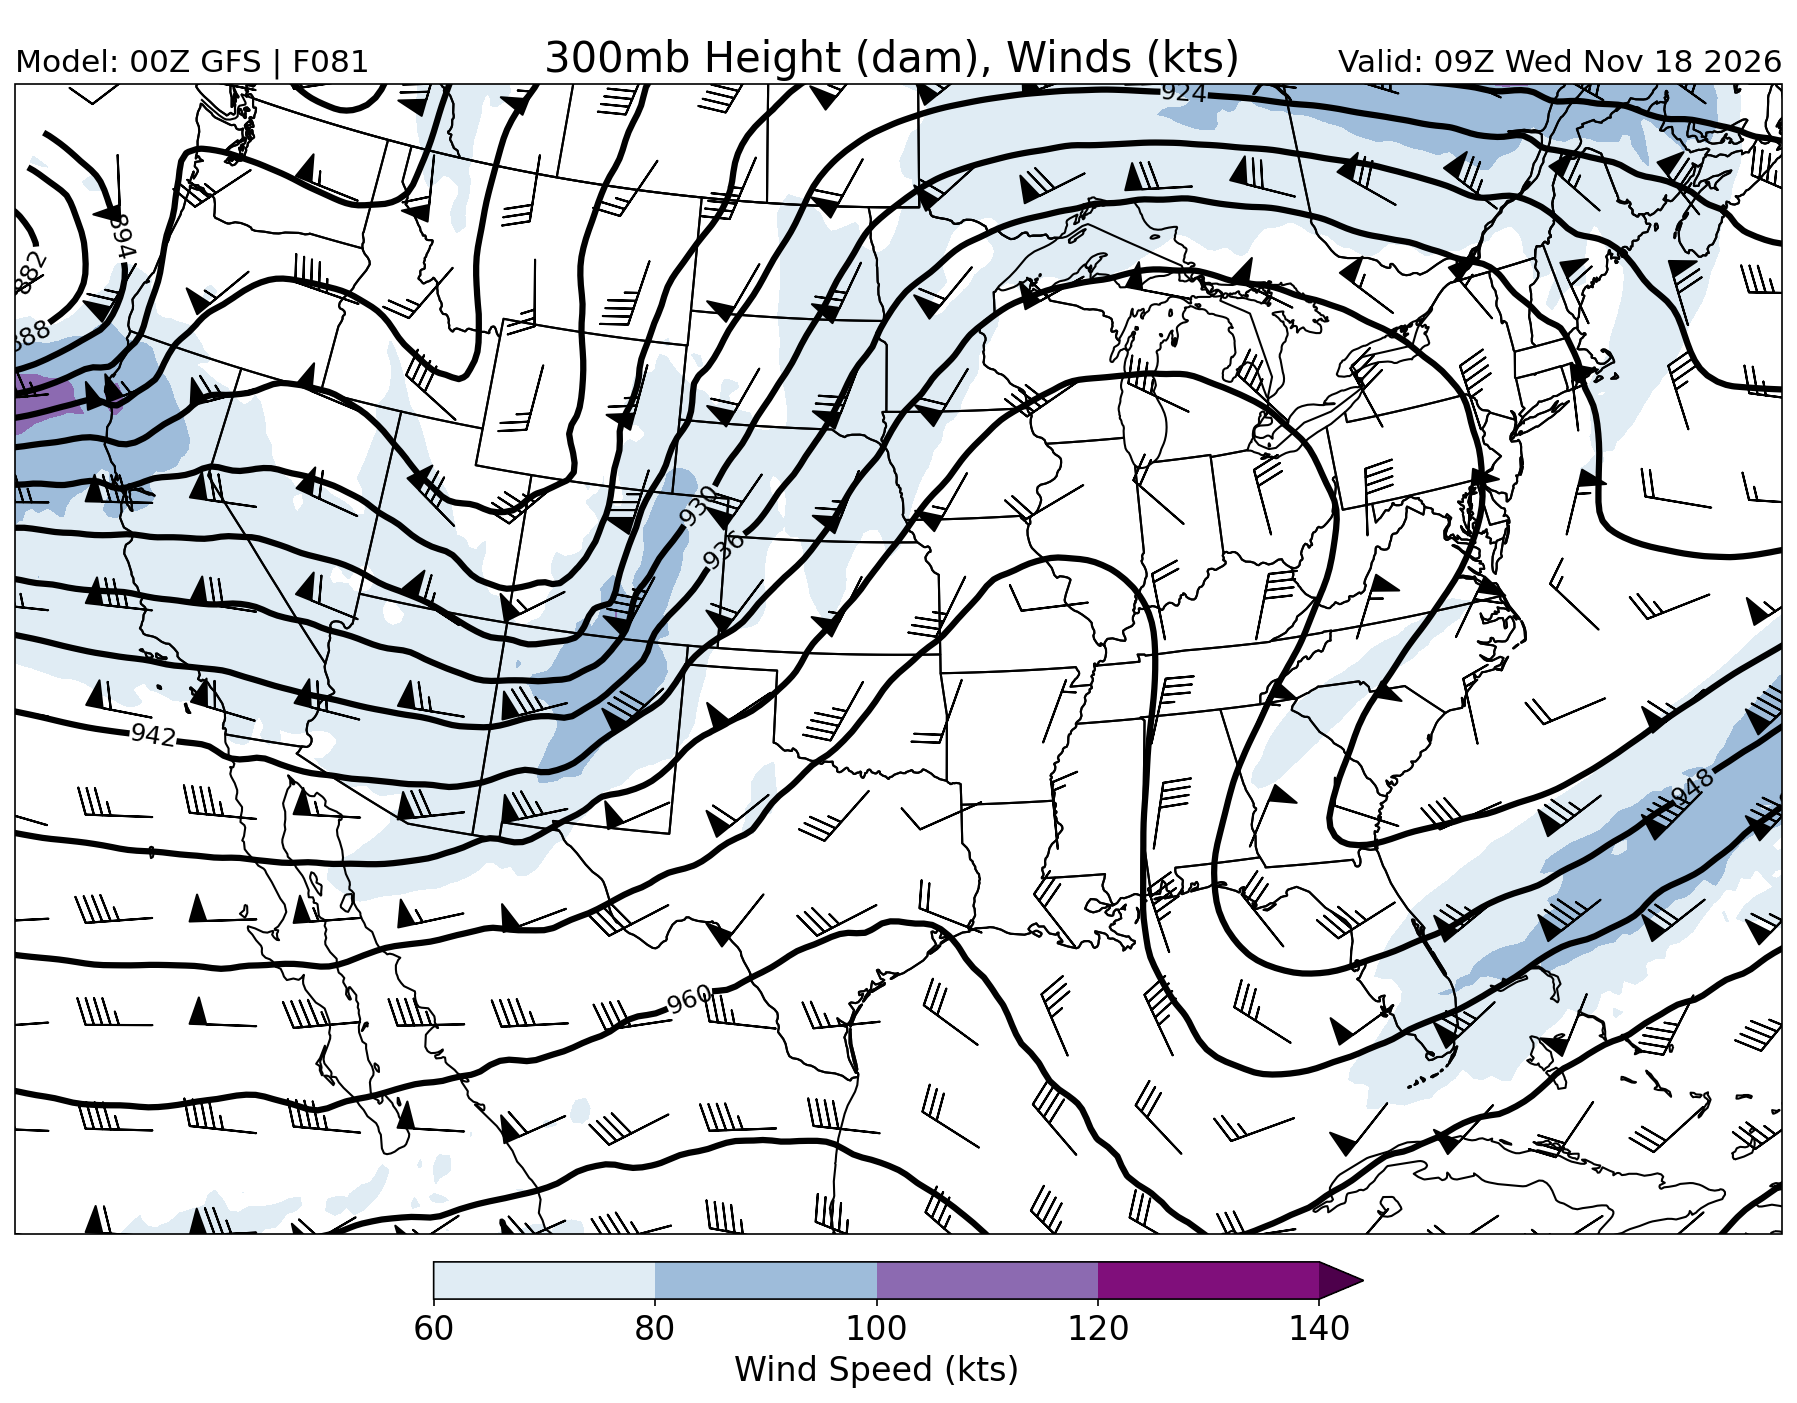 Model: 00Z GFS | F081
300mb Height (dam), Winds (kts)
Valid: 09Z Wed Nov 18 2026
924
894
882
888
930
936
942
948
960
60 80 100 120 140
Wind Speed (kts)